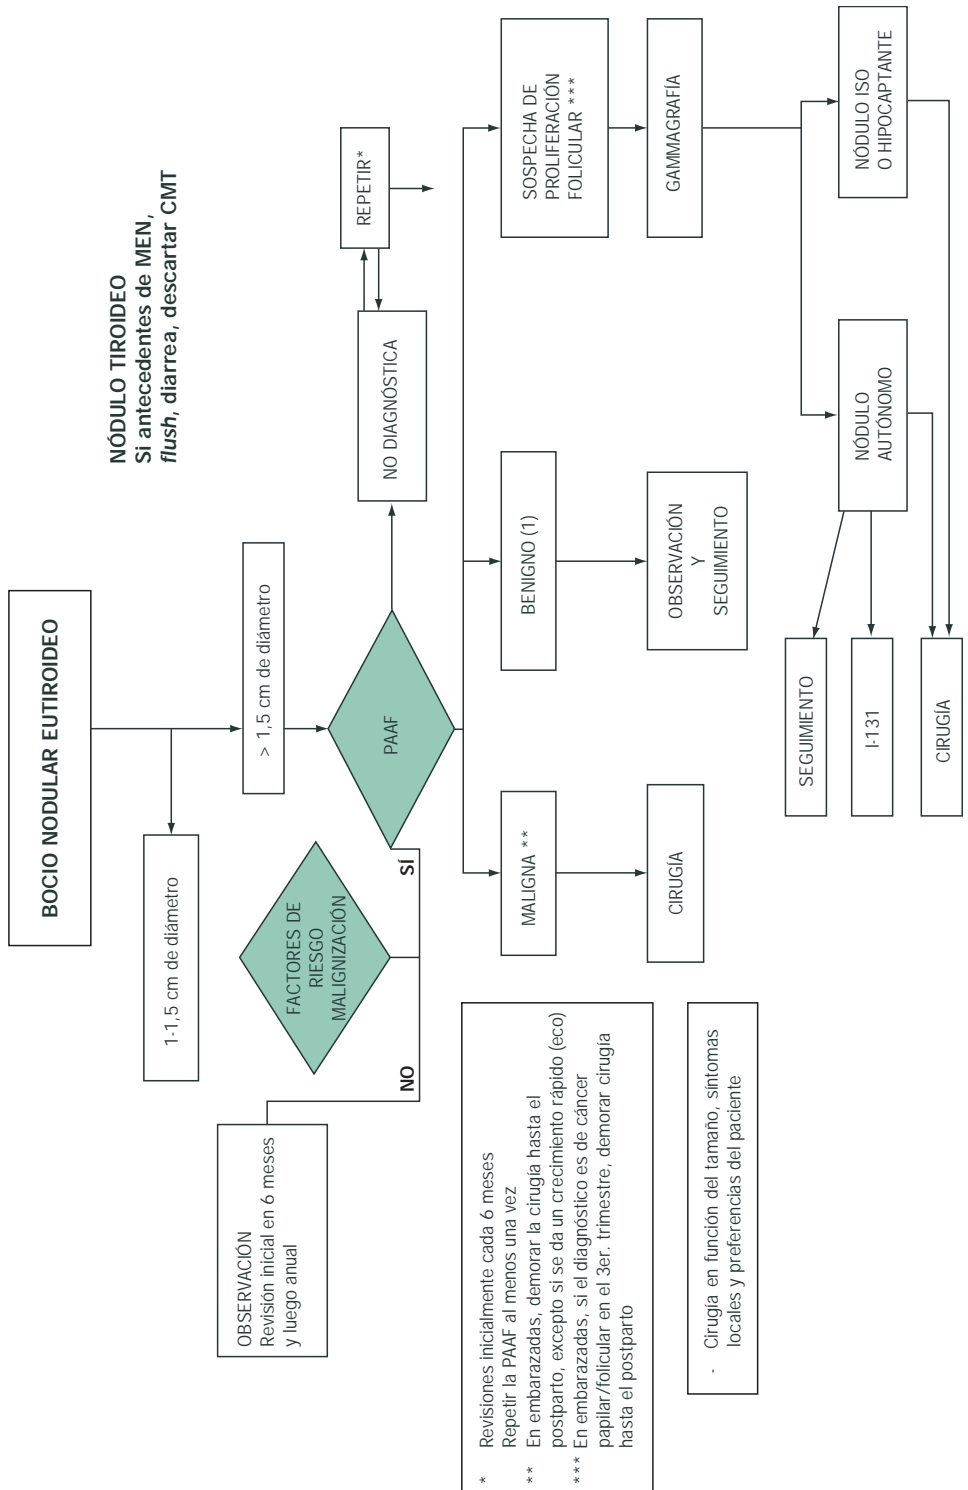 BOCIO NODULAR EUTIROIDEO
NÓDULO TIROIDEO
Si antecedentes de MEN,
flush, diarrea, descartar CMT
1-1,5 cm de diámetro
> 1,5 cm de diámetro
OBSERVACIÓN
Revisión inicial en 6 meses
y luego anual
FACTORES DE
RIESGO
MALIGNIZACIÓN
NO
SÍ
PAAF
NO DIAGNÓSTICA
REPETIR*
MALIGNA **
BENIGNO (1)
SOSPECHA DE
PROLIFERACIÓN
FOLICULAR ***
CIRUGÍA
OBSERVACIÓN
Y
SEGUIMIENTO
GAMMAGRAFÍA
NÓDULO
AUTÓNOMO
NÓDULO ISO
O HIPOCAPTANTE
SEGUIMIENTO
I-131
CIRUGÍA
* Revisiones inicialmente cada 6 meses
Repetir la PAAF al menos una vez
** En embarazadas, demorar la cirugía hasta el
postparto, excepto si se da un crecimiento rápido (eco)
*** En embarazadas, si el diagnóstico es de cáncer
papilar/folicular en el 3er. trimestre, demorar cirugía
hasta el postparto
- Cirugía en función del tamaño, síntomas
locales y preferencias del paciente